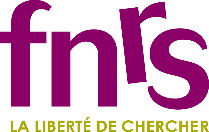 fnrs
LA LIBERTÉ DE CHERCHER